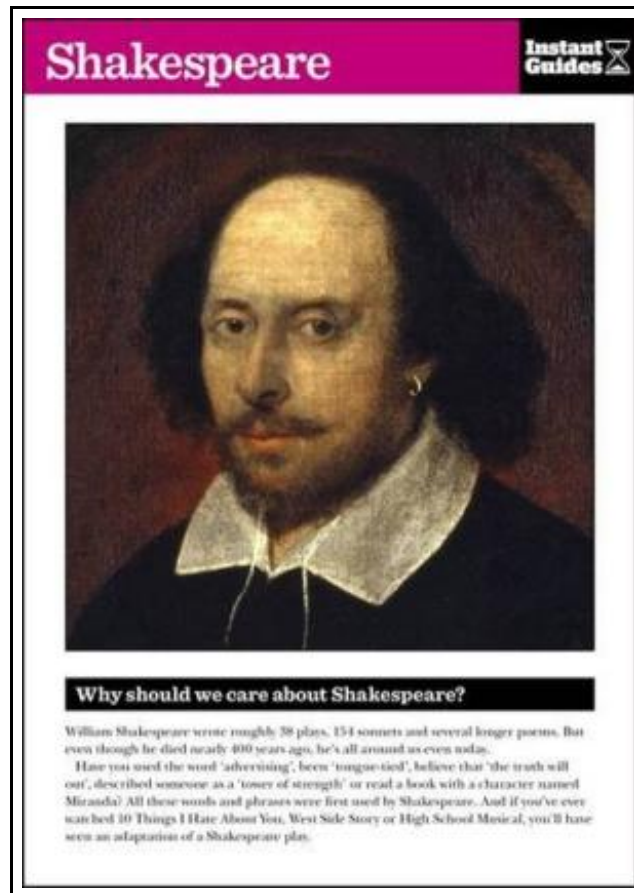 Shakespeare
Instant
Guides
Why should we care about Shakespeare?
William Shakespeare wrote roughly 38 plays, 154 sonnets and several longer poems. But
even though he died nearly 400 years ago, he's all around us even today.
Have you used the word 'advertising', been 'tongue-tied', believe that 'the truth will
out', described someone as a 'tower of strength' or read a book with a character named
Miranda? All these words and phrases were first used by Shakespeare. And if you've ever
watched 10 Things I Hate About You, West Side Story or High School Musical, you'll have
seen an adaptation of a Shakespeare play.